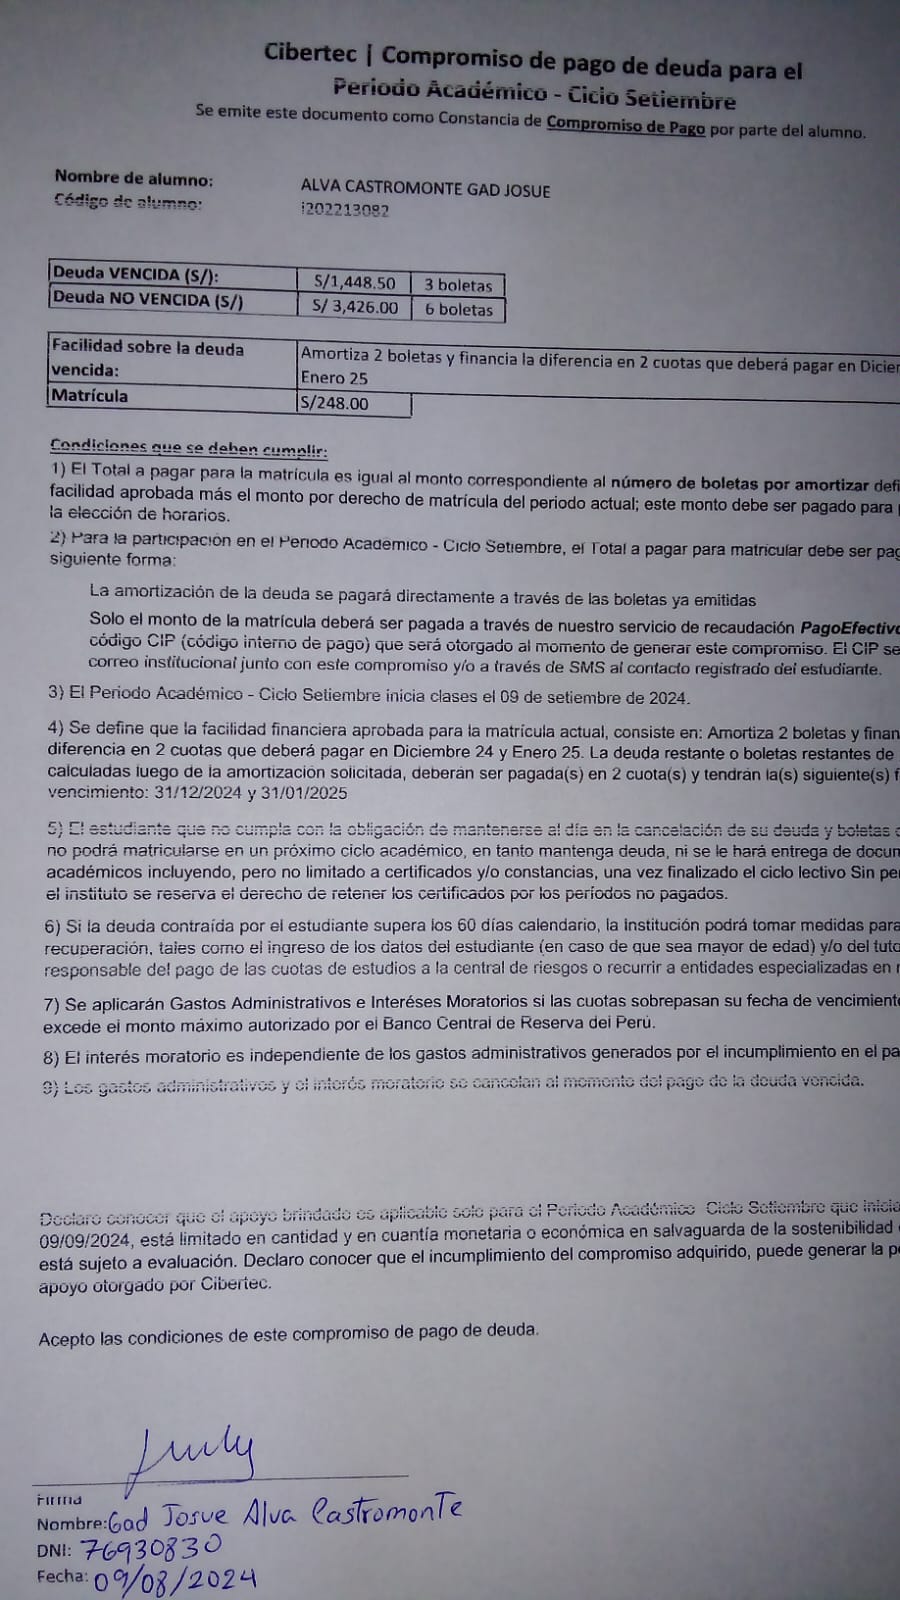 Cibertec | Compromiso de pago de deuda para el
Periodo Académico - Ciclo Setiembre
Se emite este documento como Constancia de Compromiso de Pago por parte del alumno.
Nombre de alumno: ALVA CASTROMONTE GAD JOSUE
Código de alumno: i202213082
Deuda VENCIDA (S/): S/1,448.50 3 boletas
Deuda NO VENCIDA (S/) S/ 3,426.00 6 boletas
Facilidad sobre la deuda vencida: Amortiza 2 boletas y financia la diferencia en 2 cuotas que deberá pagar en Diciem
Enero 25
Matrícula S/248.00
Condiciones que se deben cumplir:
1) El Total a pagar para la matrícula es igual al monto correspondiente al número de boletas por amortizar defi
facilidad aprobada más el monto por derecho de matrícula del periodo actual; este monto debe ser pagado para
la elección de horarios.
2) Para la participación en el Periodo Académico - Ciclo Setiembre, el Total a pagar para matricular debe ser pag
siguiente forma:
La amortización de la deuda se pagará directamente a través de las boletas ya emitidas
Solo el monto de la matrícula deberá ser pagada a través de nuestro servicio de recaudación PagoEfectivo
código CIP (código interno de pago) que será otorgado al momento de generar este compromiso. El CIP se
correo institucional junto con este compromiso y/o a través de SMS al contacto registrado del estudiante.
3) El Periodo Académico - Ciclo Setiembre inicia clases el 09 de setiembre de 2024.
4) Se define que la facilidad financiera aprobada para la matrícula actual, consiste en: Amortiza 2 boletas y finan
diferencia en 2 cuotas que deberá pagar en Diciembre 24 y Enero 25. La deuda restante o boletas restantes de
calculadas luego de la amortización solicitada, deberán ser pagada(s) en 2 cuota(s) y tendrán la(s) siguiente(s) f
vencimiento: 31/12/2024 y 31/01/2025
5) El estudiante que no cumpla con la obligación de mantenerse al día en la cancelación de su deuda y boletas
no podrá matricularse en un próximo ciclo académico, en tanto mantenga deuda, ni se le hará entrega de docum
académicos incluyendo, pero no limitado a certificados y/o constancias, una vez finalizado el ciclo lectivo Sin pe
el instituto se reserva el derecho de retener los certificados por los períodos no pagados.
6) Si la deuda contraída por el estudiante supera los 60 días calendario, la Institución podrá tomar medidas para
recuperación, tales como el ingreso de los datos del estudiante (en caso de que sea mayor de edad) y/o del tuto
responsable del pago de las cuotas de estudios a la central de riesgos o recurrir a entidades especializadas en
7) Se aplicarán Gastos Administrativos e Interéses Moratorios si las cuotas sobrepasan su fecha de vencimient
excede el monto máximo autorizado por el Banco Central de Reserva del Perú.
8) El interés moratorio es independiente de los gastos administrativos generados por el incumplimiento en el pa
9) Los gastos administrativos y el interés moratorio se cancelan al momento del pago de la deuda vencida.
Declaro conocer que el apoyo brindado es aplicable solo para el Periodo Académico Ciclo Setiembre que inicia
09/09/2024, está limitado en cantidad y en cuantía monetaria o económica en salvaguarda de la sostenibilidad
está sujeto a evaluación. Declaro conocer que el incumplimiento del compromiso adquirido, puede generar la p
apoyo otorgado por Cibertec.
Acepto las condiciones de este compromiso de pago de deuda.
Firma
Nombre: Gad Josue Alva Castromonte
DNI: 76930830
Fecha: 09/08/2024